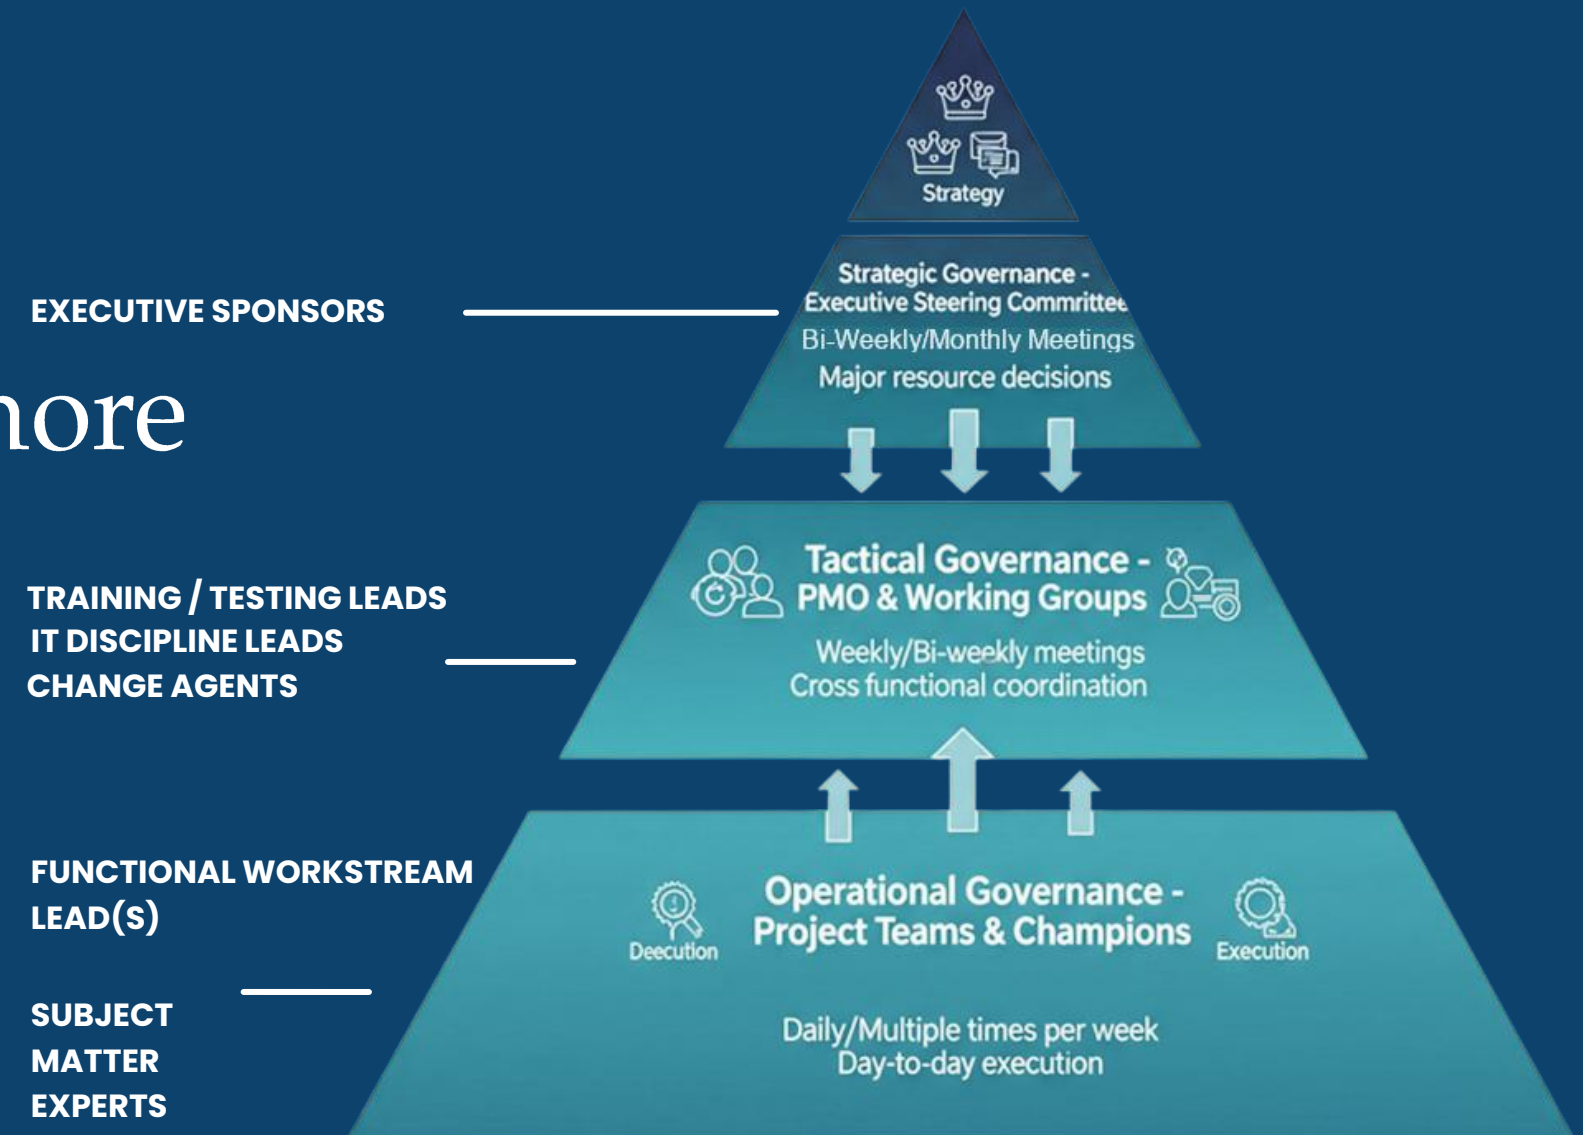 Strategy
EXECUTIVE SPONSORS
Strategic Governance -
Executive Steering Commrittee
Bi-Weekly/Monthly Meetings
Major resource decisions
more
TRAINING / TESTING LEADS
IT DISCIPLINE LEADS
CHANGE AGENTS
Tactical Governance -
PMO & Working Groups
Weekly/Bi-weekly meetings
Cross functional coordination
FUNCTIONAL WORKSTREAM
LEAD(S)
SUBJECT
MATTER
EXPERTS
Operational Governance -
Project Teams & Champions
Deecution
Execution
Daily/Multiple times per week
Day-to-day execution